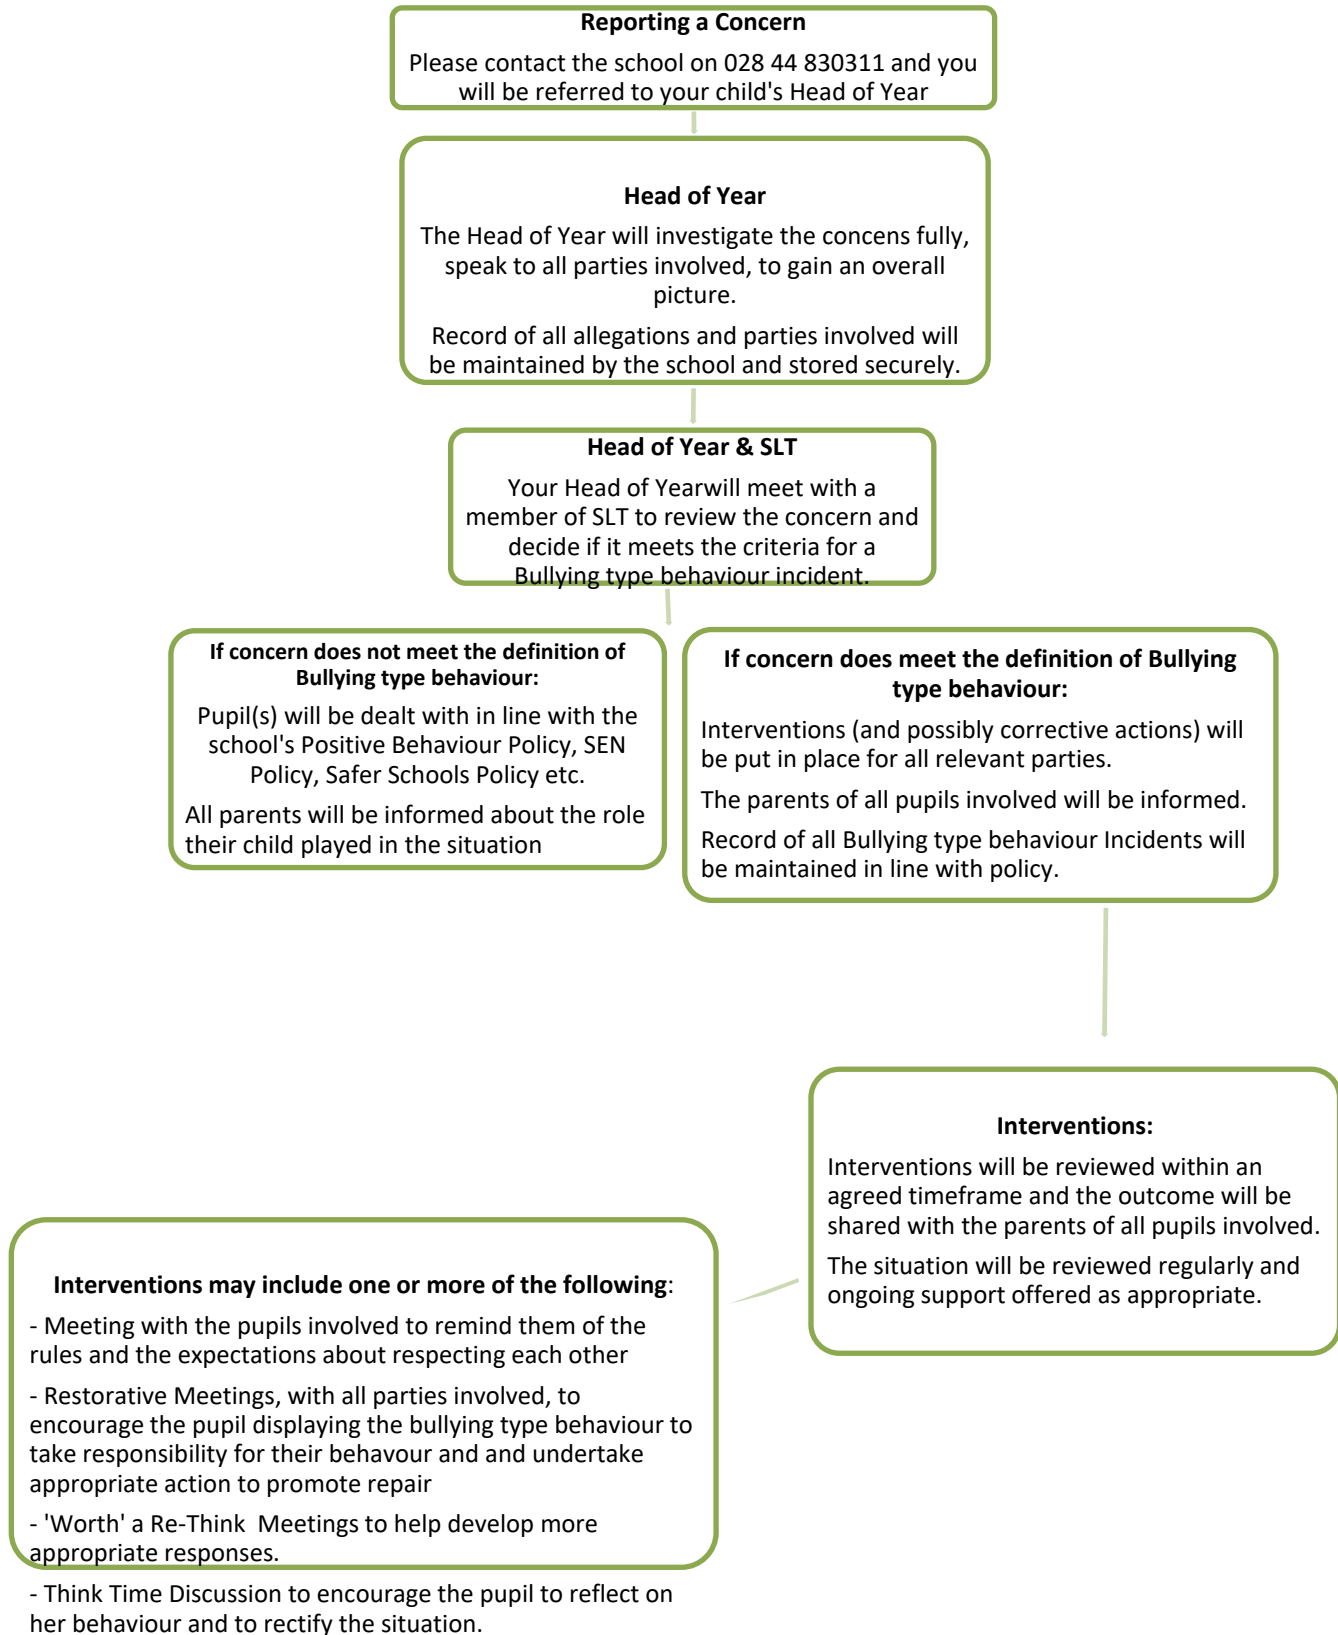 Reporting a Concern
Please contact the school on 028 44 830311 and you
will be referred to your child's Head of Year
Head of Year
The Head of Year will investigate the concens fully,
speak to all parties involved, to gain an overall
picture.
Record of all allegations and parties involved will
be maintained by the school and stored securely.
Head of Year & SLT
Your Head of Yearwill meet with a
member of SLT to review the concern and
decide if it meets the criteria for a
Bullying type behaviour incident.
If concern does not meet the definition of
Bullying type behaviour:
Pupil(s) will be dealt with in line with the
school's Positive Behaviour Policy, SEN
Policy, Safer Schools Policy etc.
All parents will be informed about the role
their child played in the situation
If concern does meet the definition of Bullying
type behaviour:
Interventions (and possibly corrective actions) will
be put in place for all relevant parties.
The parents of all pupils involved will be informed.
Record of all Bullying type behaviour Incidents will
be maintained in line with policy.
Interventions:
Interventions will be reviewed within an
agreed timeframe and the outcome will be
shared with the parents of all pupils involved.
The situation will be reviewed regularly and
ongoing support offered as appropriate.
Interventions may include one or more of the following:
- Meeting with the pupils involved to remind them of the
rules and the expectations about respecting each other
- Restorative Meetings, with all parties involved, to
encourage the pupil displaying the bullying type behaviour to
take responsibility for their behavour and and undertake
appropriate action to promote repair
- 'Worth' a Re-Think  Meetings to help develop more
appropriate responses.
- Think Time Discussion to encourage the pupil to reflect on
her behaviour and to rectify the situation.